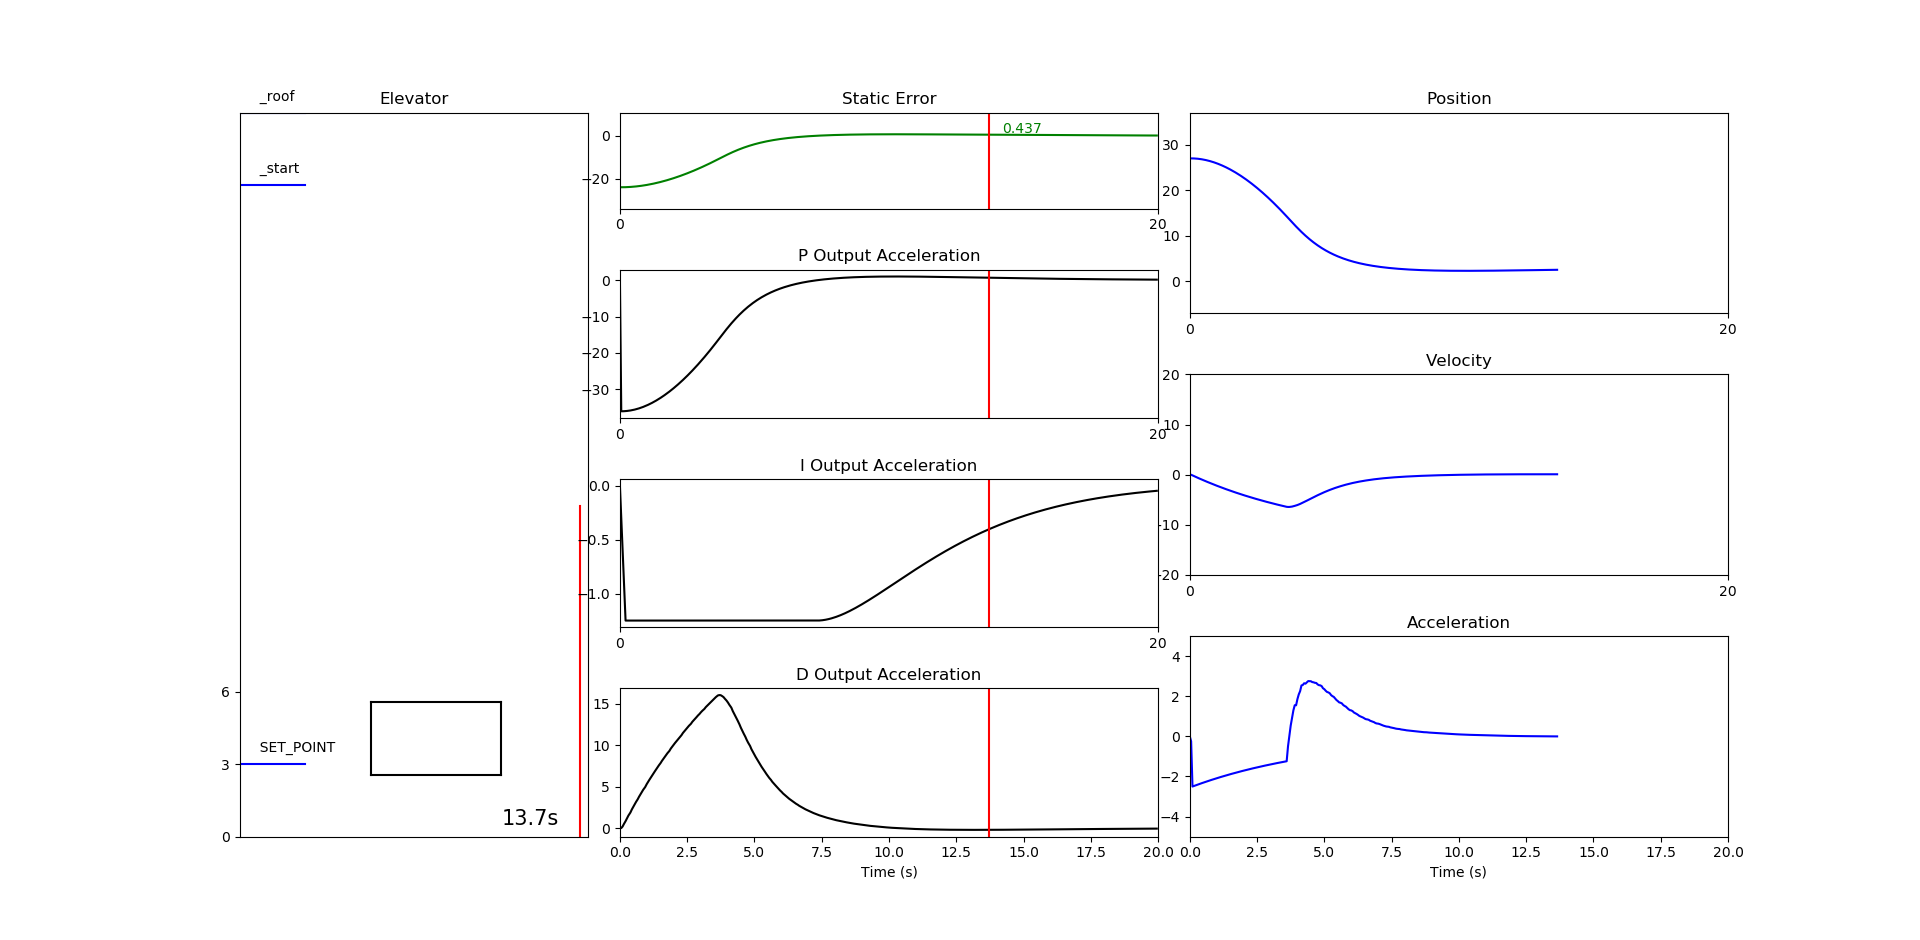 _roof
Elevator
_start
6
SET_POINT
3
13.7s
0
Static Error
0
−20
0.437
0
20
P Output Acceleration
0
−10
−20
−30
0
20
I Output Acceleration
0.0
−0.5
−1.0
0
20
D Output Acceleration
15
10
5
0
0.0 2.5 5.0 7.5 10.0 12.5 15.0 17.5 20.0
Time (s)
Position
30
20
10
0
0
20
Velocity
20
10
0
-10
-20
0
20
Acceleration
4
2
0
−2
−4
0.0 2.5 5.0 7.5 10.0 12.5 15.0 17.5 20.0
Time (s)